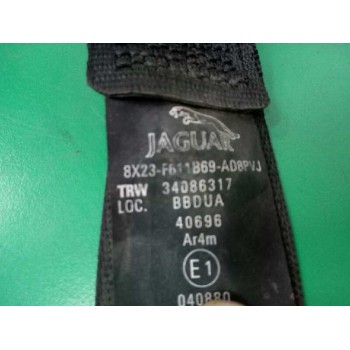 JAGUAR
8X23-F611B69-AD8PVJ
TRW 34086317
LOC. BBDUA
40696
Ar4m
E1
040880